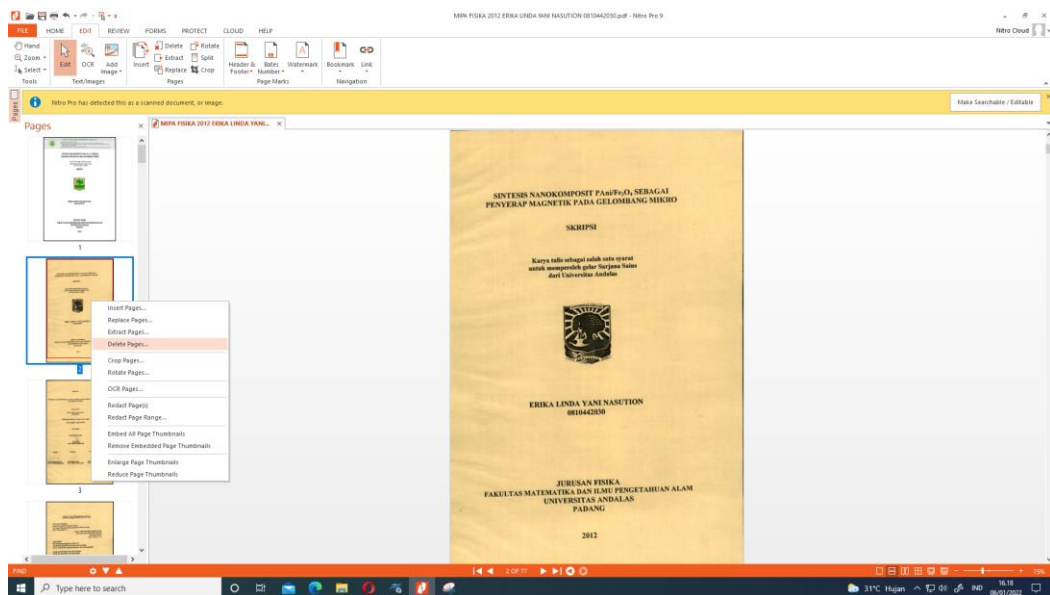 MIPA FISIKA 2012 ERIKA LINDA YANI NASUTION 0810442030.pdf - Nitro Pro 9
FILE HOME EDIT REVIEW FORMS PROTECT CLOUD HELP
Nitro Cloud
Hand
Zoom
Select
Tools
Edit
OCR
Add Image
Text/Images
Insert
Delete
Extract
Replace
Rotate
Split
Crop
Pages
Header & Footer
Bates Number
Watermark
Page Marks
Bookmark
Link
Navigation
Nitro Pro has detected this as a scanned document, or image.
Make Searchable / Editable
Pages
Pages
MIPA FISIKA 2012 ERIKA LINDA YANI...
1
2
3
Insert Pages...
Replace Pages...
Extract Pages...
Delete Pages...
Crop Pages...
Rotate Pages...
OCR Pages...
Redact Page(s)
Redact Page Range...
Embed All Page Thumbnails
Remove Embedded Page Thumbnails
Enlarge Page Thumbnails
Reduce Page Thumbnails
SINTESIS NANOKOMPOSIT PAni/Fe₃O₄ SEBAGAI
PENYERAP MAGNETIK PADA GELOMBANG MIKRO
SKRIPSI
Karya tulis sebagai salah satu syarat
untuk memperoleh gelar Sarjana Sains
dari Universitas Andalas
ERIKA LINDA YANI NASUTION
0810442030
JURUSAN FISIKA
FAKULTAS MATEMATIKA DAN ILMU PENGETAHUAN ALAM
UNIVERSITAS ANDALAS
PADANG
2012
FIND
2 OF 77
75%
Type here to search
31°C Hujan
IND
16.18
06/01/2022